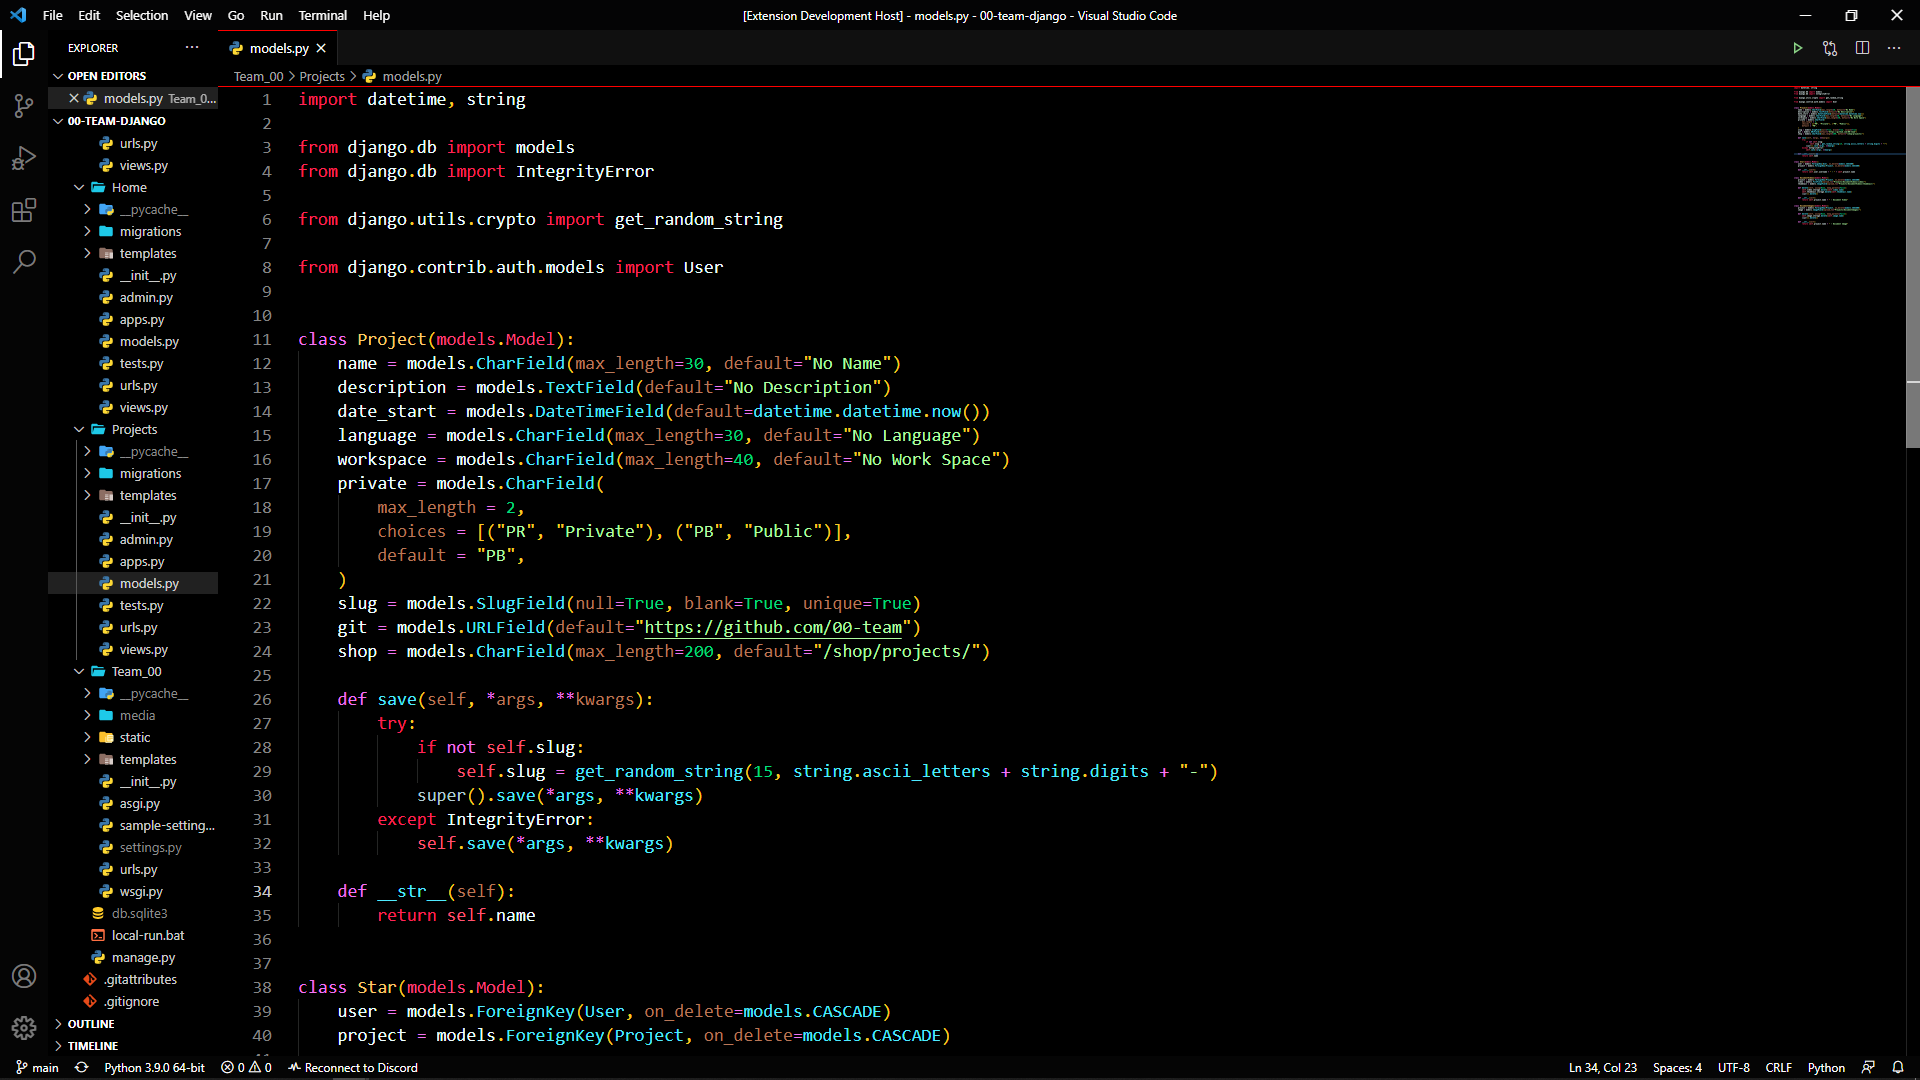 File Edit Selection View Go Run Terminal Help
[Extension Development Host] - models.py - 00-team-django - Visual Studio Code
EXPLORER
OPEN EDITORS
models.py Team_0...
00-TEAM-DJANGO
urls.py
views.py
Home
__pycache__
migrations
templates
__init__.py
admin.py
apps.py
models.py
tests.py
urls.py
views.py
Projects
__pycache__
migrations
templates
__init__.py
admin.py
apps.py
models.py
tests.py
urls.py
views.py
Team_00
__pycache__
media
static
templates
__init__.py
asgi.py
sample-setting...
settings.py
urls.py
wsgi.py
db.sqlite3
local-run.bat
manage.py
.gitattributes
.gitignore
OUTLINE
TIMELINE
models.py
Team_00 > Projects > models.py
1 import datetime, string
2
3 from django.db import models
4 from django.db import IntegrityError
5
6 from django.utils.crypto import get_random_string
7
8 from django.contrib.auth.models import User
9
10
11 class Project(models.Model):
12     name = models.CharField(max_length=30, default="No Name")
13     description = models.TextField(default="No Description")
14     date_start = models.DateTimeField(default=datetime.datetime.now())
15     language = models.CharField(max_length=30, default="No Language")
16     workspace = models.CharField(max_length=40, default="No Work Space")
17     private = models.CharField(
18         max_length = 2,
19         choices = [("PR", "Private"), ("PB", "Public")],
20         default = "PB",
21     )
22     slug = models.SlugField(null=True, blank=True, unique=True)
23     git = models.URLField(default="https://github.com/00-team")
24     shop = models.CharField(max_length=200, default="/shop/projects/")
25
26     def save(self, *args, **kwargs):
27         try:
28             if not self.slug:
29                 self.slug = get_random_string(15, string.ascii_letters + string.digits + "-")
30             super().save(*args, **kwargs)
31         except IntegrityError:
32             self.save(*args, **kwargs)
33
34     def __str__(self):
35         return self.name
36
37
38 class Star(models.Model):
39     user = models.ForeignKey(User, on_delete=models.CASCADE)
40     project = models.ForeignKey(Project, on_delete=models.CASCADE)
main Python 3.9.0 64-bit 0 0 Reconnect to Discord
Ln 34, Col 23 Spaces: 4 UTF-8 CRLF Python